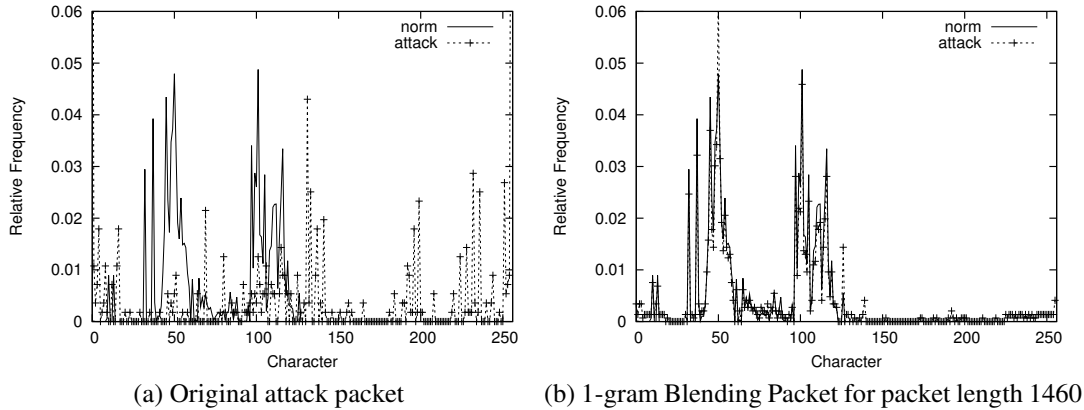 0.06
0.05
0.04
0.03
0.02
0.01
0
Relative Frequency
norm
attack
0 50 100 150 200 250
Character
(a) Original attack packet
0.06
0.05
0.04
0.03
0.02
0.01
0
Relative Frequency
norm
attack
0 50 100 150 200 250
Character
(b) 1-gram Blending Packet for packet length 1460